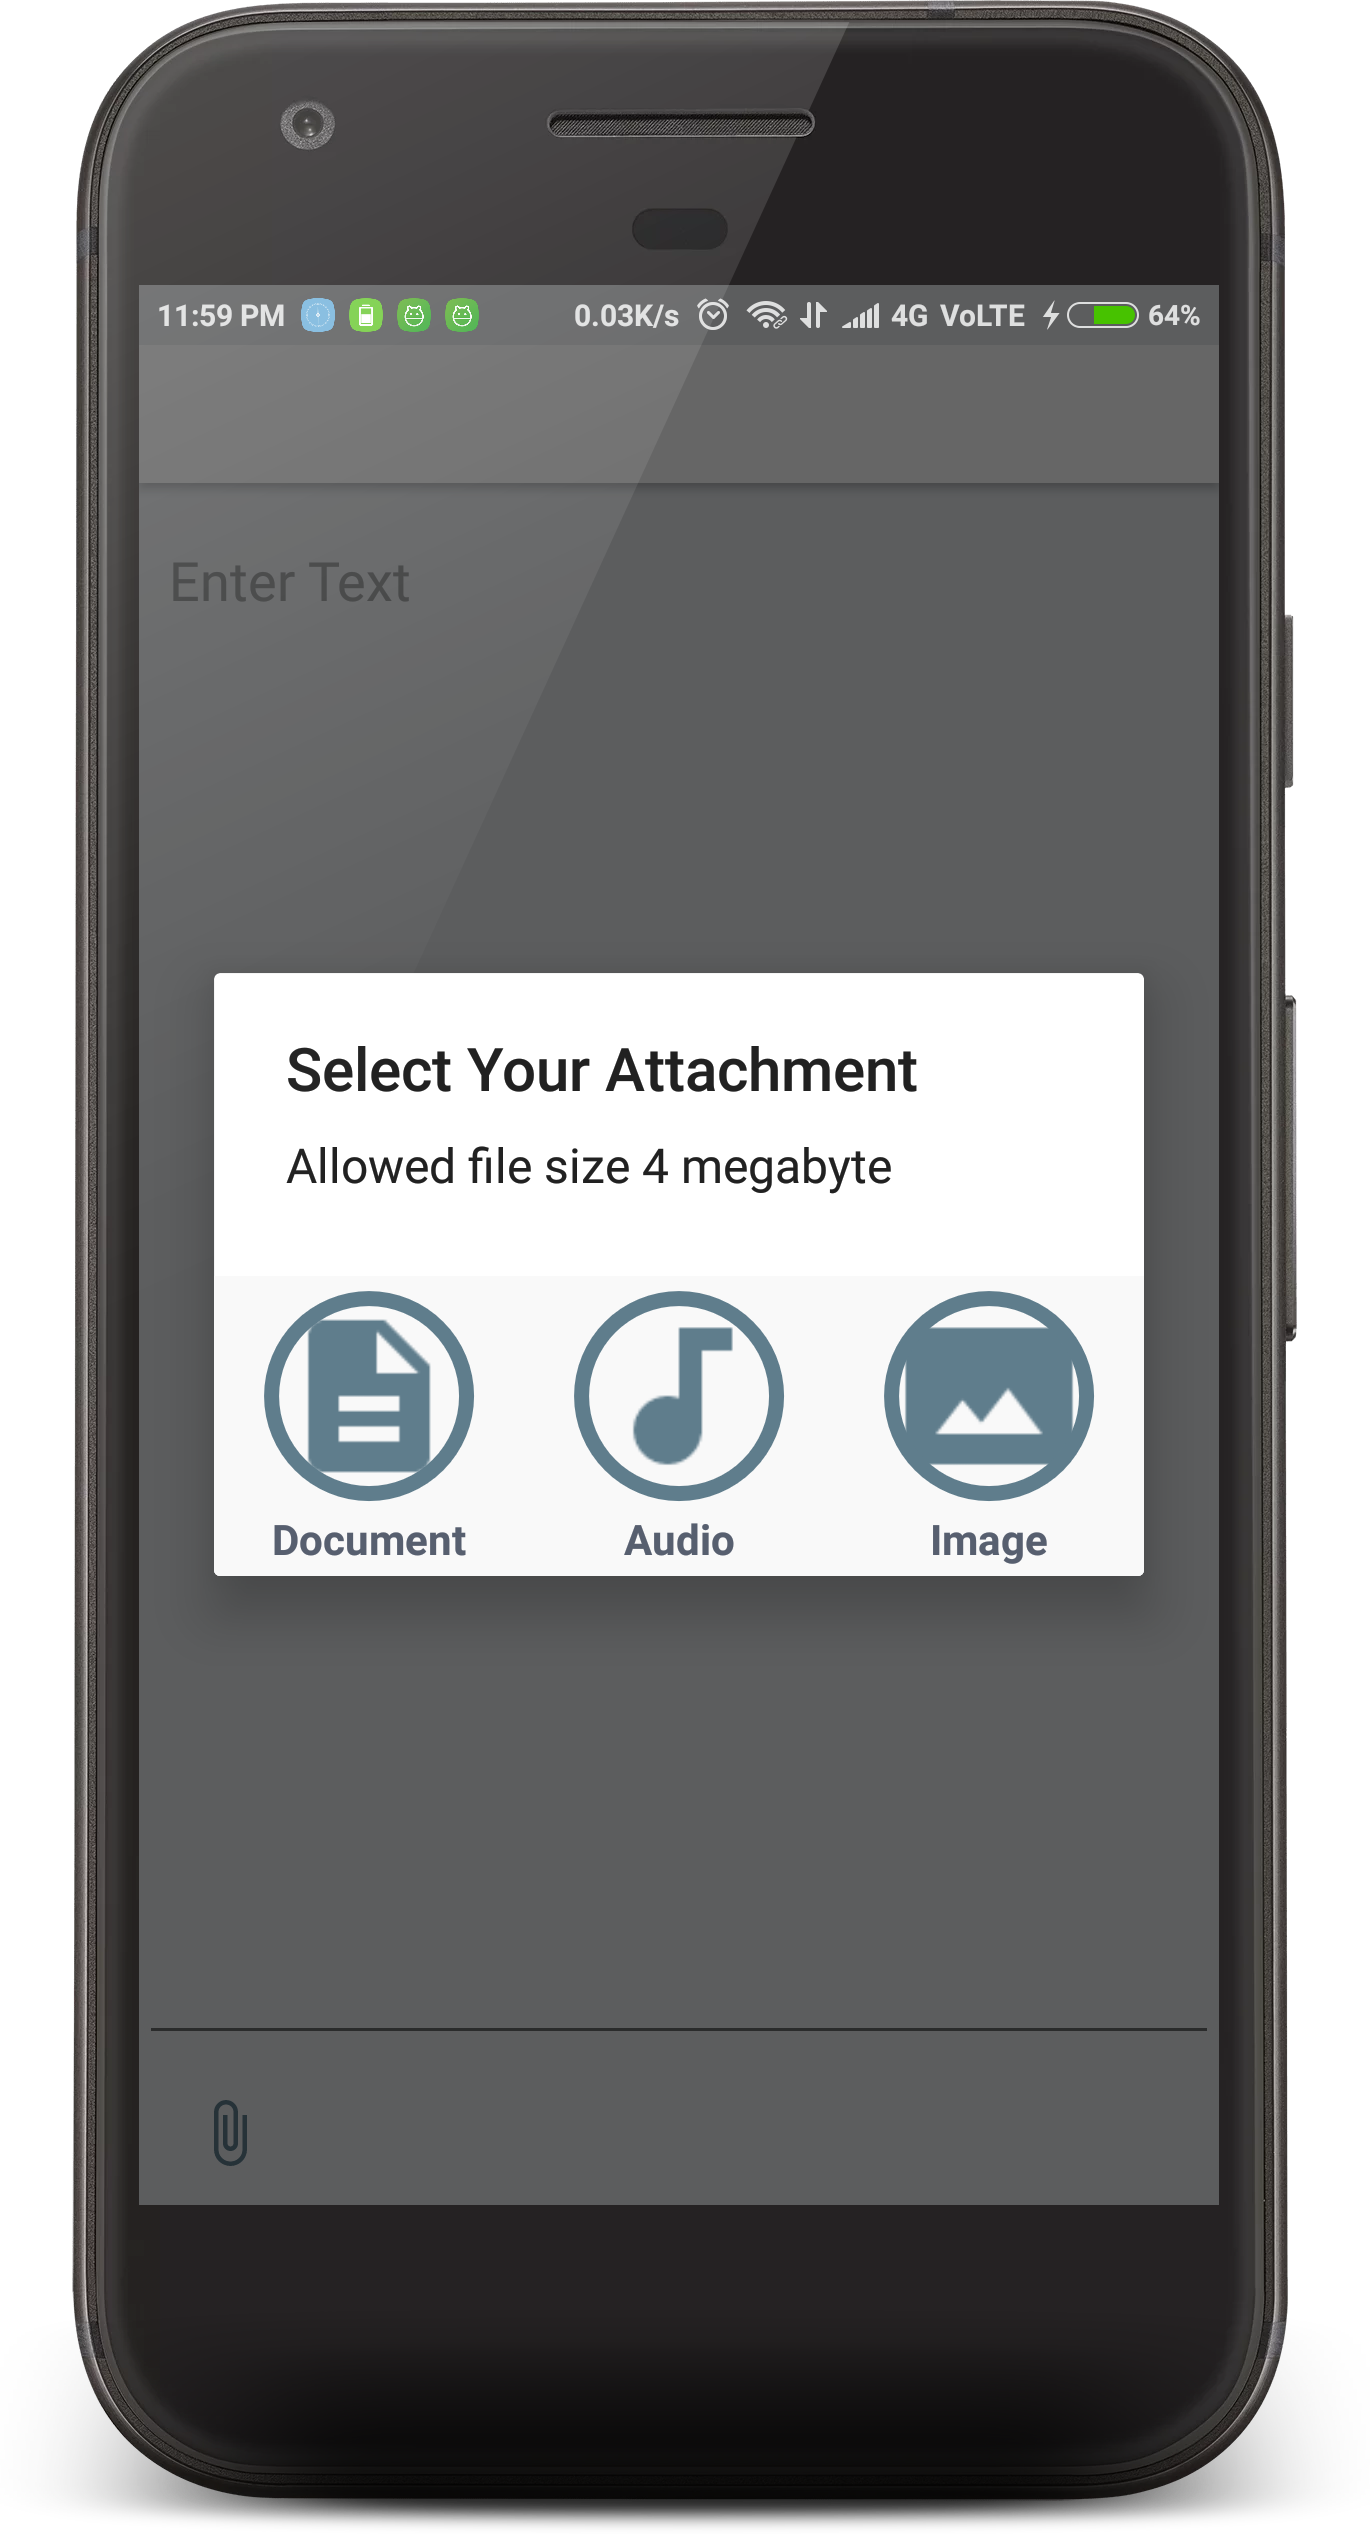 11:59 PM 0.03K/s 4G VoLTE 64%
Enter Text
Select Your Attachment
Allowed file size 4 megabyte
Document Audio Image